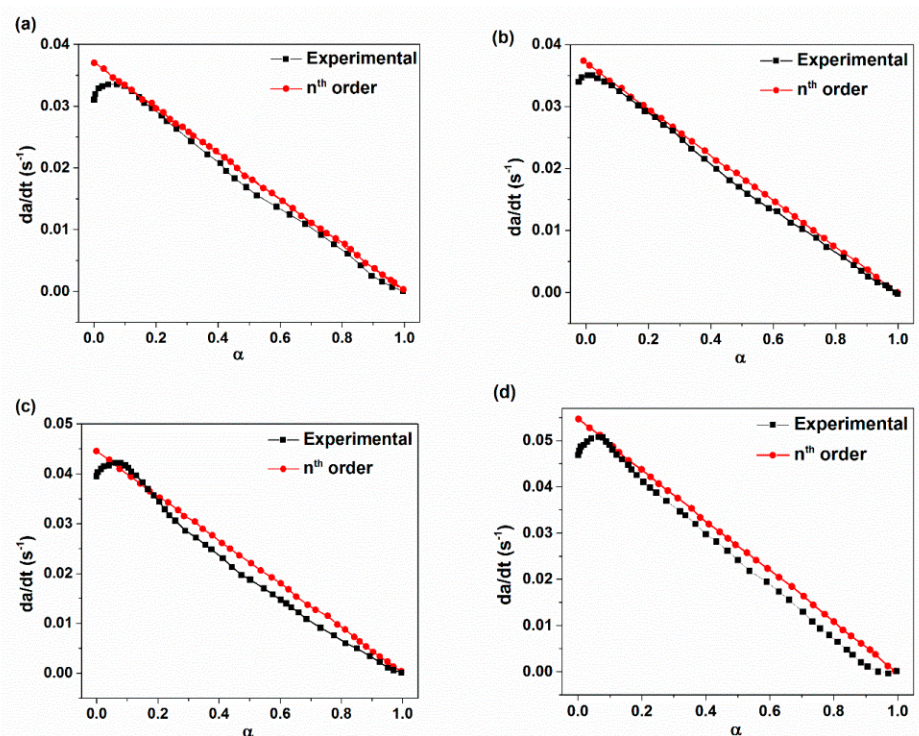 (a)
Experimental
nth order
0.04
0.03
0.02
0.01
0.00
da/dt (s-1)
0.0 0.2 0.4 0.6 0.8 1.0
α
(b)
Experimental
nth order
0.04
0.03
0.02
0.01
0.00
da/dt (s-1)
0.0 0.2 0.4 0.6 0.8 1.0
α
(c)
Experimental
nth order
0.05
0.04
0.03
0.02
0.01
0.00
da/dt (s-1)
0.0 0.2 0.4 0.6 0.8 1.0
α
(d)
Experimental
nth order
0.05
0.04
0.03
0.02
0.01
0.00
da/dt (s-1)
0.0 0.2 0.4 0.6 0.8 1.0
α